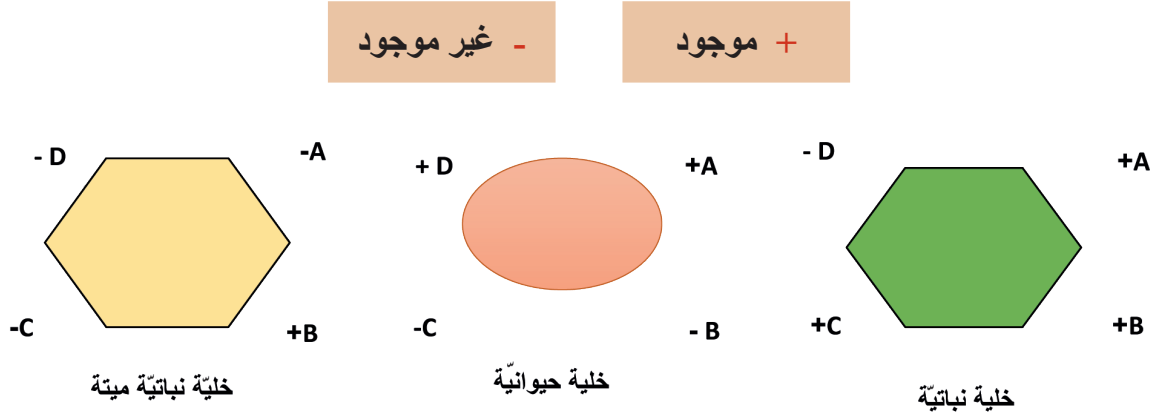 + موجود
- غير موجود
+A
- D
+B
+C
خلية نباتيّة
+A
+ D
- B
-C
خلية حيوانيّة
-A
- D
+B
-C
خليّة نباتيّة ميتة